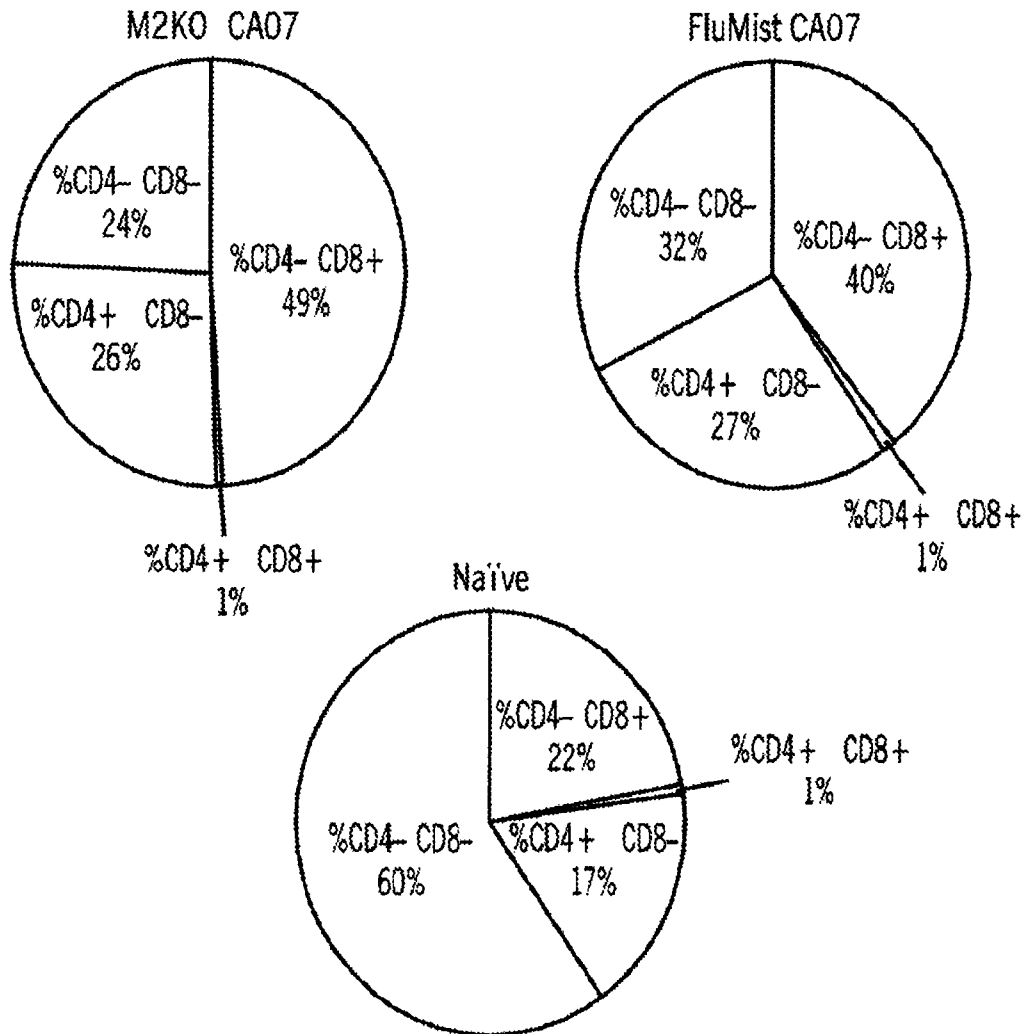 M2KO CA07
%CD4– CD8-
24%
%CD4– CD8+
49%
%CD4+ CD8-
26%
%CD4+ CD8+
1%
FluMist CA07
%CD4– CD8-
32%
%CD4– CD8+
40%
%CD4+ CD8-
27%
%CD4+ CD8+
1%
Naïve
%CD4– CD8+
22%
%CD4+ CD8+
1%
%CD4– CD8-
60%
%CD4+ CD8-
17%